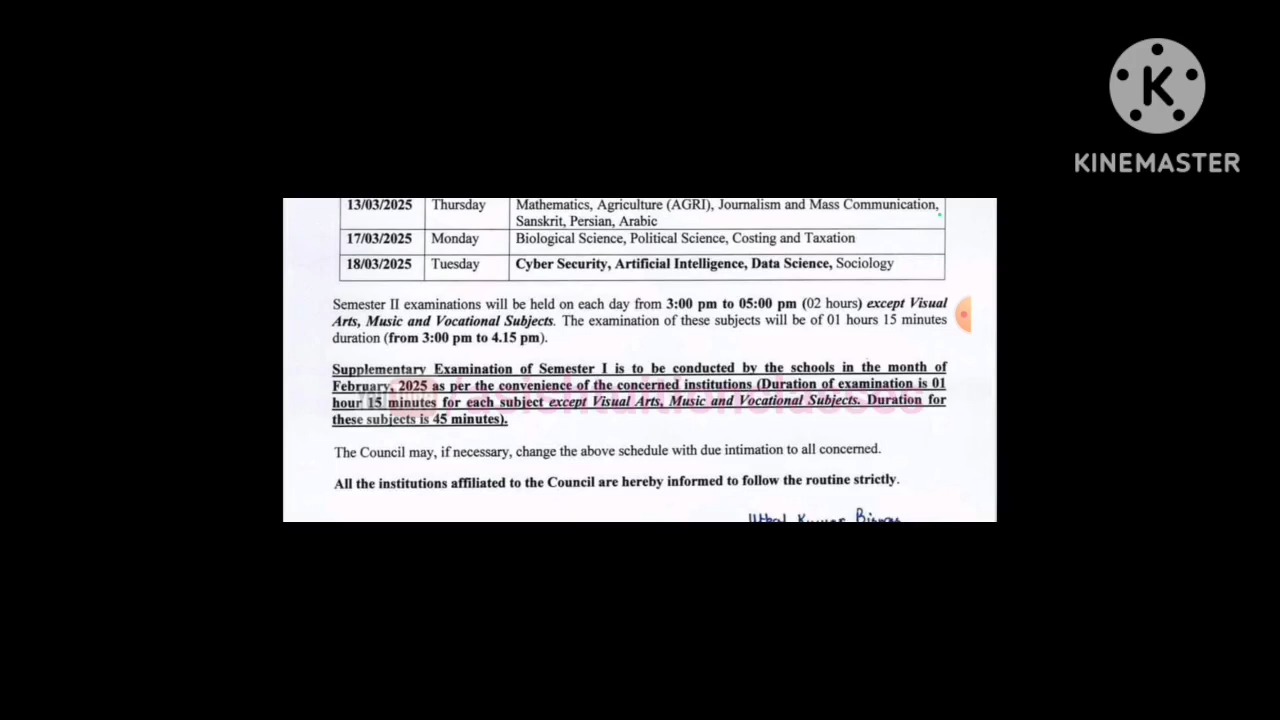 KINEMASTER
13/03/2025 Thursday Mathematics, Agriculture (AGRI), Journalism and Mass Communication,
Sanskrit, Persian, Arabic
17/03/2025 Monday Biological Science, Political Science, Costing and Taxation
18/03/2025 Tuesday Cyber Security, Artificial Intelligence, Data Science, Sociology
Semester II examinations will be held on each day from 3:00 pm to 05:00 pm (02 hours) except Visual
Arts, Music and Vocational Subjects. The examination of these subjects will be of 01 hours 15 minutes
duration (from 3:00 pm to 4.15 pm).
Supplementary Examination of Semester I is to be conducted by the schools in the month of
February, 2025 as per the convenience of the concerned institutions (Duration of examination is 01
hour 15 minutes for each subject except Visual Arts, Music and Vocational Subjects. Duration for
these subjects is 45 minutes).
The Council may, if necessary, change the above schedule with due intimation to all concerned.
All the institutions affiliated to the Council are hereby informed to follow the routine strictly.